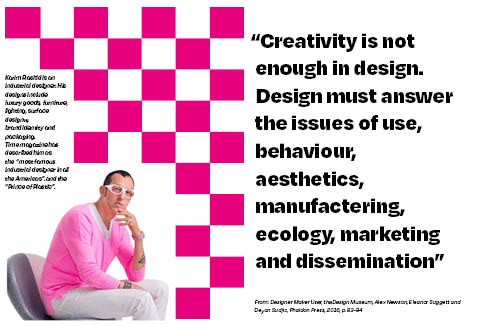 Karim Rashid is an
industrial designer. His
designs include
luxury goods, furniture,
lighting, surface
designs,
brand identity and
packaging.
Time magazine has
described him as
the "most famous
industrial designer in all
the Americas". and the
"Prince of Plastic".
“Creativity is not
enough in design.
Design must answer
the issues of use,
behaviour,
aesthetics,
manufactering,
ecology, marketing
and dissemination”
From: Designer Maker User, the Design Museum, Alex Newson, Eleanor Suggett and
Deyan Sudjic, Phaidon Press, 2016, p.93-94